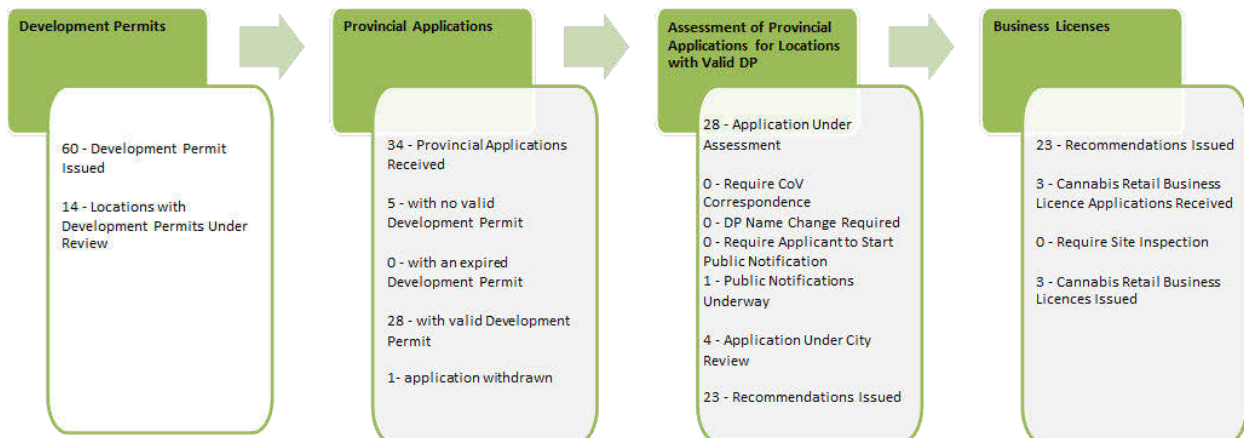 Development Permits
60 - Development Permit
Issued
14 - Locations with
Development Permits Under
Review
Provincial Applications
34 - Provincial Applications
Received
5 - with no valid
Development Permit
0 - with an expired
Development Permit
28 - with valid Development
Permit
1- application withdrawn
Assessment of Provincial
Applications for Locations
with Valid DP
28 - Application Under
Assessment
0 - Require CoV
Correspondence
0 - DP Name Change Required
0 - Require Applicant to Start
Public Notification
1 - Public Notifications
Underway
4 - Application Under City
Review
23 - Recommendations Issued
Business Licenses
23 - Recommendations Issued
3 - Cannabis Retail Business
Licence Applications Received
0 - Require Site Inspection
3 - Cannabis Retail Business
Licences Issued